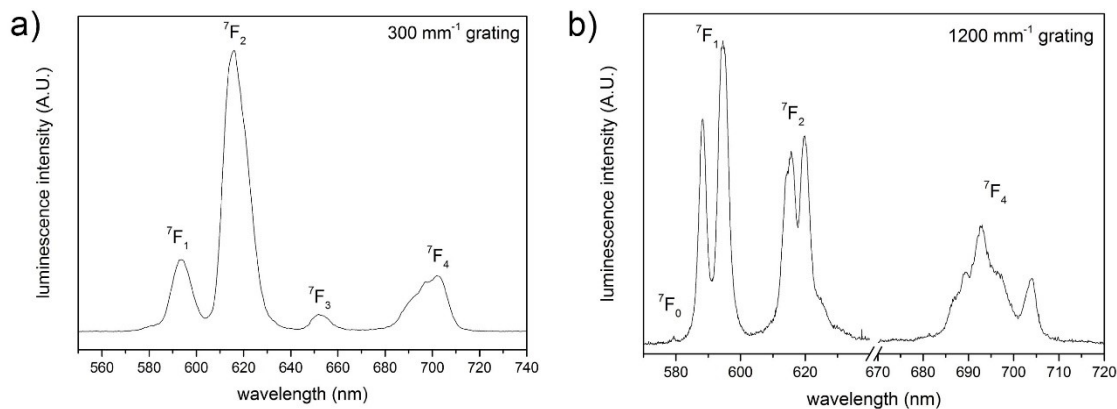 a)
300 mm⁻¹ grating
⁷F₂
⁷F₁
⁷F₃
⁷F₄
luminescence intensity (A.U.)
560 580 600 620 640 660 680 700 720 740
wavelength (nm)
b)
1200 mm⁻¹ grating
⁷F₁
⁷F₂
⁷F₄
⁷F₀
luminescence intensity (A.U.)
580 600 620 670 690 700 710 720
wavelength (nm)